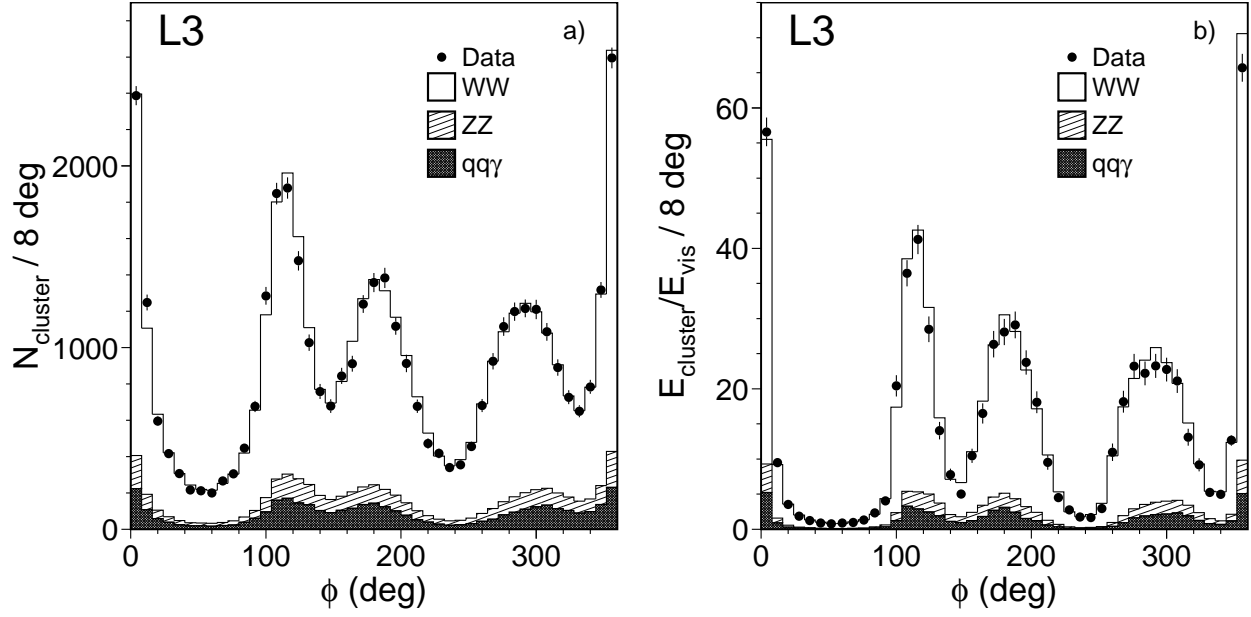 L3
a)
Data
WW
ZZ
qqγ
N_cluster / 8 deg
2000
1000
0
0 100 200 300
ϕ (deg)
L3
b)
Data
WW
ZZ
qqγ
E_cluster/E_vis / 8 deg
60
40
20
0
0 100 200 300
ϕ (deg)